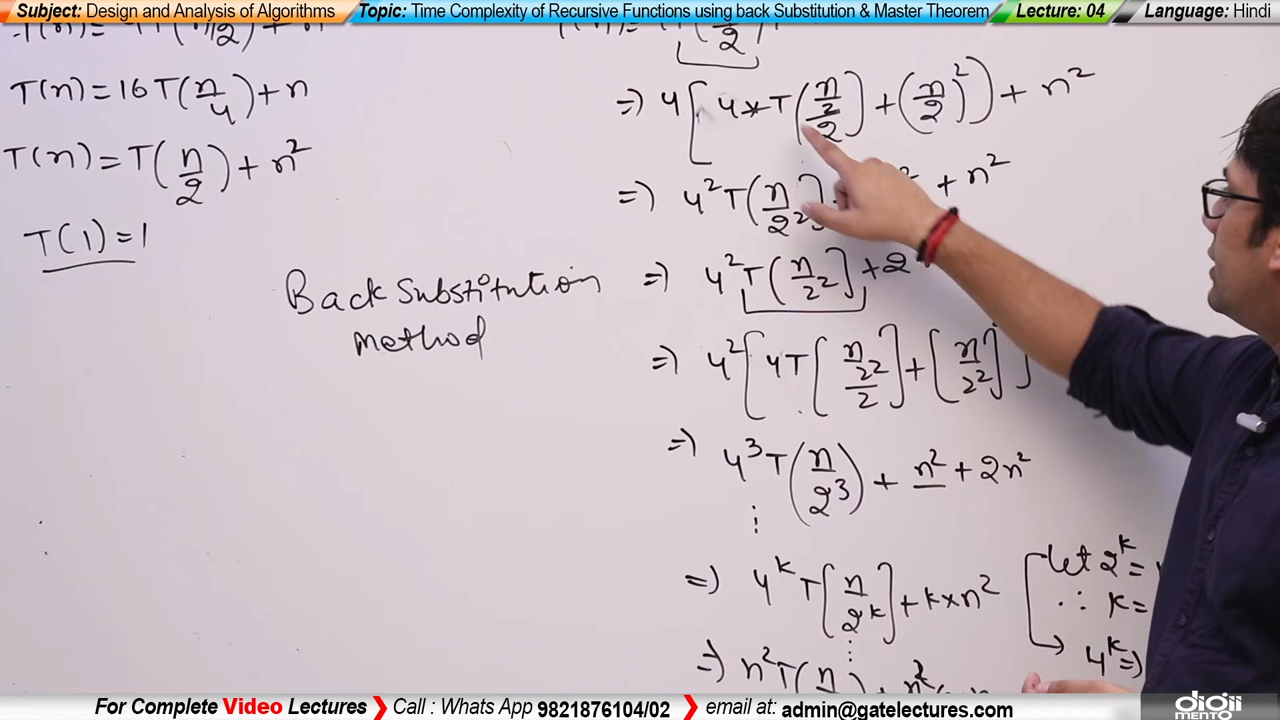 Subject: Design and Analysis of Algorithms Topic: Time Complexity of Recursive Functions using back Substitution & Master Theorem Lecture: 04 Language: Hindi
T(n)=16T(n/4)+n
T(n)=T(n/2)+n²
T(1)=1
Back Substitution
method
=) 4[4*T((n/2)/2)+(n/2)²)+n²
=) 4²T(n/2²) + n²
=) 4²T(n/2²]+2
=) 4²[4T[(n/2²)/2]+[n/2²]²]
=) 4³T(n/2³)+n²+2n²
⋮
=) 4ᵏT[n/2ᵏ]+k×n²
⋮
let 2ᵏ=
∴ k=
4ᵏ=)
=) n²T(n
For Complete Video Lectures Call : Whats App 9821876104/02 email at: admin@gatelectures.com
digii